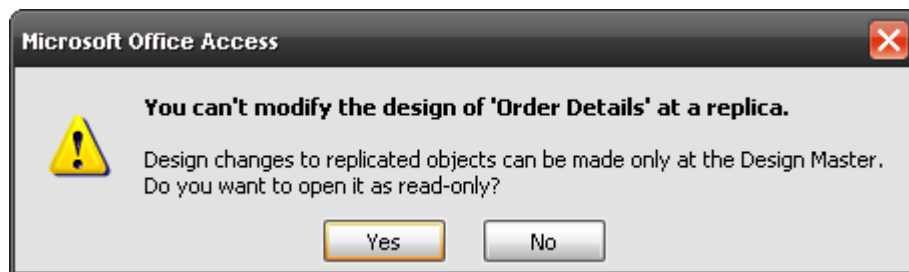 Microsoft Office Access
You can't modify the design of 'Order Details' at a replica.
Design changes to replicated objects can be made only at the Design Master.
Do you want to open it as read-only?
Yes No